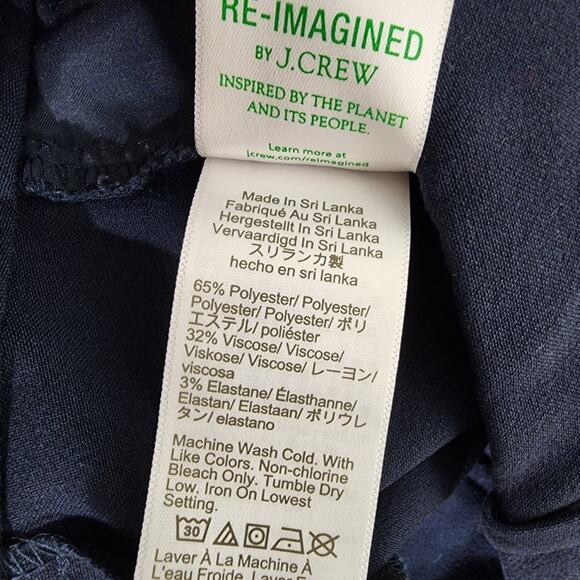 RE-IMAGINED
BY J.CREW
INSPIRED BY THE PLANET
AND ITS PEOPLE.
Learn more at
jcrew.com/reimagined
Made In Sri Lanka
Fabriqué Au Sri Lanka
Hergestellt In Sri Lanka
Vervaardigd In Sri Lanka
スリランカ製
hecho en sri lanka
65% Polyester/ Polyester/
Polyester/ Polyester/ ポリ
エステル/ poliéster
32% Viscose/ Viscose/
Viskose/ Viscose/ レーヨン/
viscosa
3% Elastane/ Élasthanne/
Elastan/ Elastaan/ ポリウレ
タン/ elastano
Machine Wash Cold. With
Like Colors. Non-chlorine
Bleach Only. Tumble Dry
Low. Iron On Lowest
Setting.
30
Laver À La Machine À
L'eau Froide. Laver